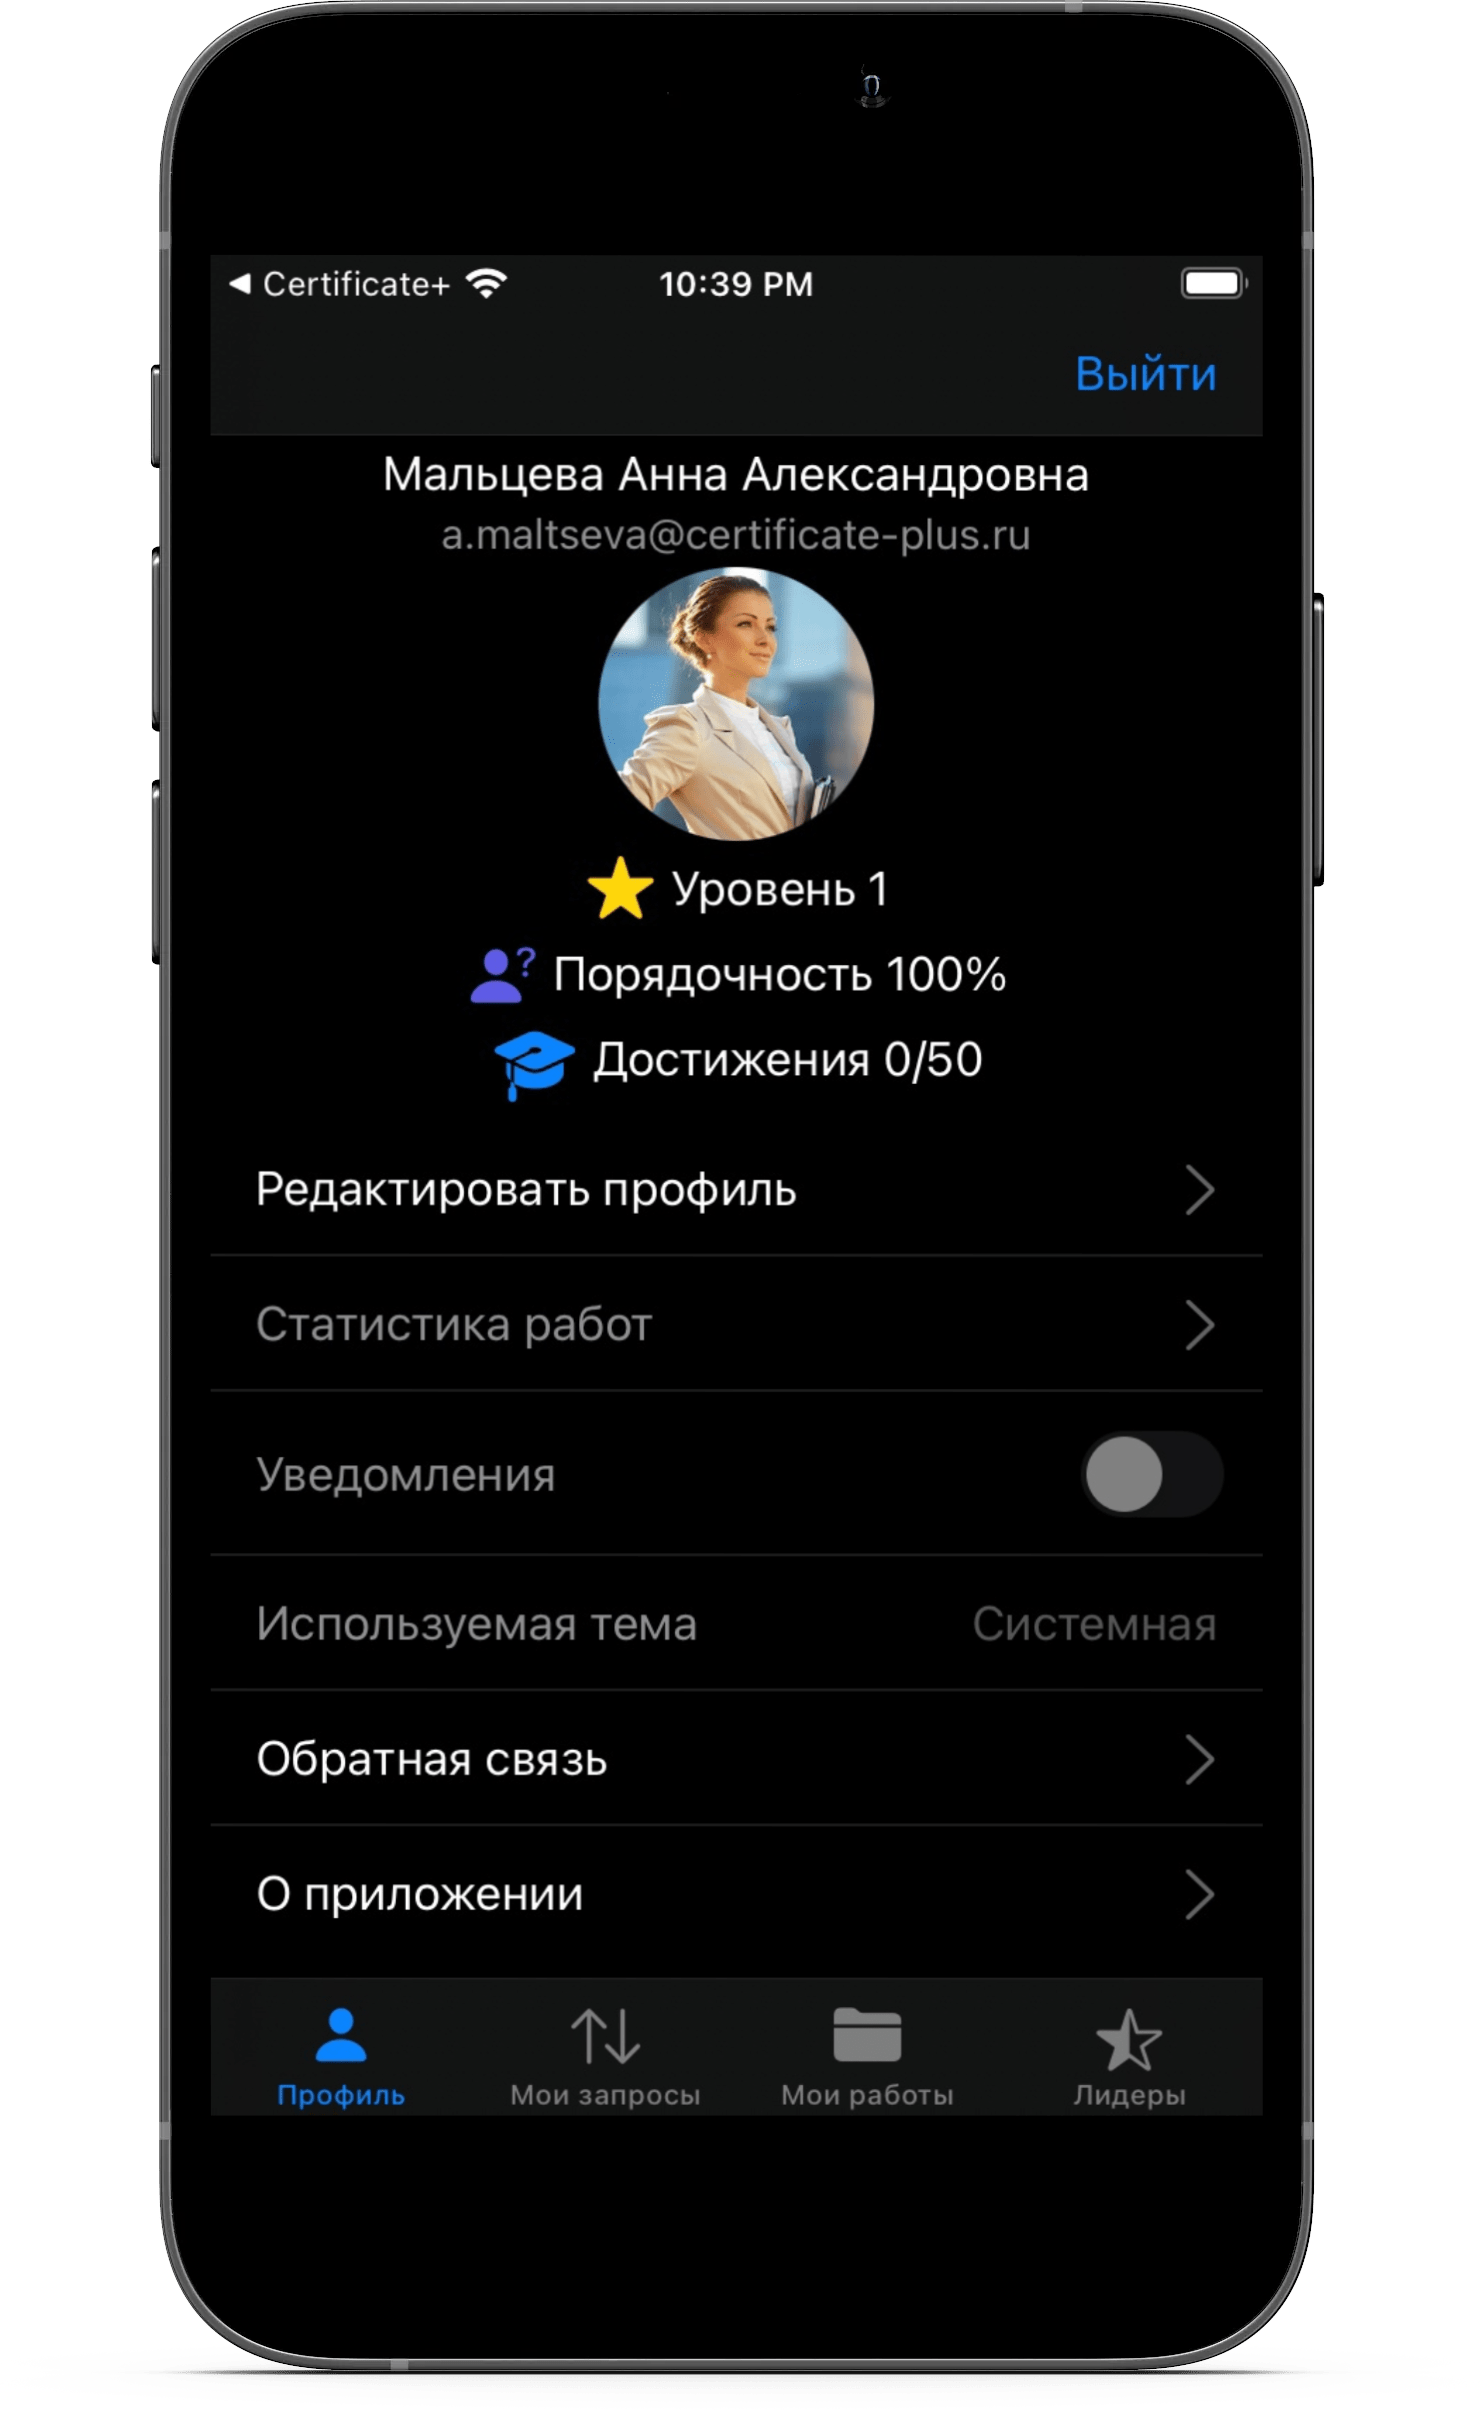 Certificate+ 10:39 PM
Выйти
Мальцева Анна Александровна
a.maltseva@certificate-plus.ru
Уровень 1
Порядочность 100%
Достижения 0/50
Редактировать профиль
Статистика работ
Уведомления
Используемая тема Системная
Обратная связь
О приложении
Профиль Мои запросы Мои работы Лидеры